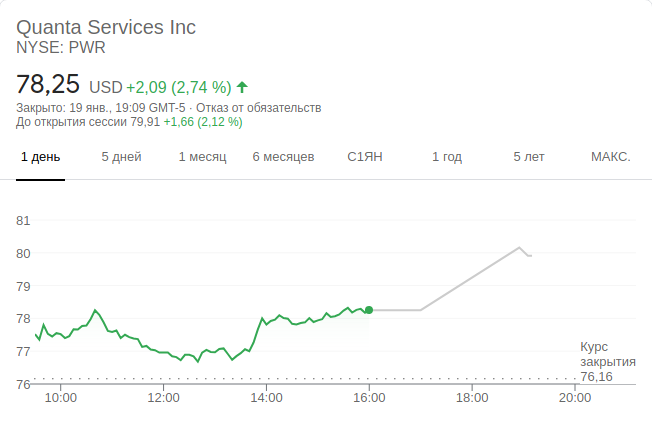 Quanta Services Inc
NYSE: PWR
78,25 USD +2,09 (2,74 %)
Закрыто: 19 янв., 19:09 GMT-5 · Отказ от обязательств
До открытия сессии 79,91 +1,66 (2,12 %)
1 день 5 дней 1 месяц 6 месяцев С1ЯН 1 год 5 лет МАКС.
81
80
79
78
77
76
Курс
закрытия
76,16
10:00 12:00 14:00 16:00 18:00 20:00